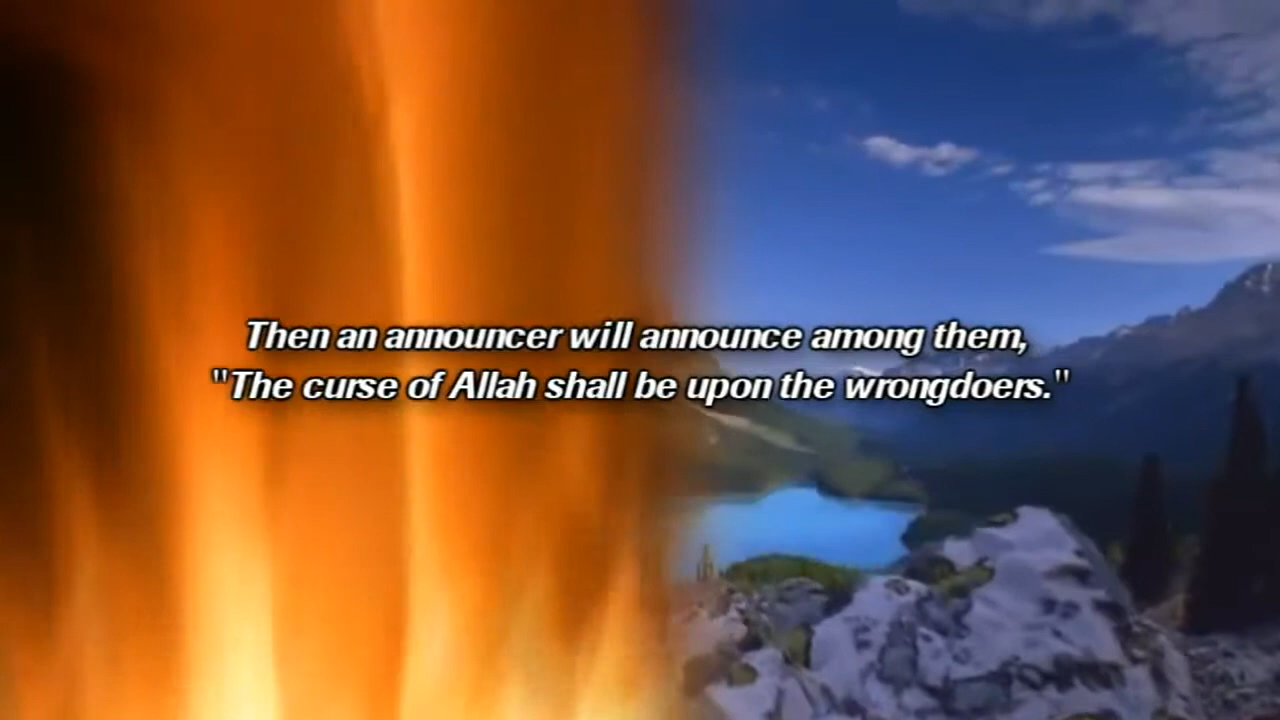 Then an announcer will announce among them,
"The curse of Allah shall be upon the wrongdoers."